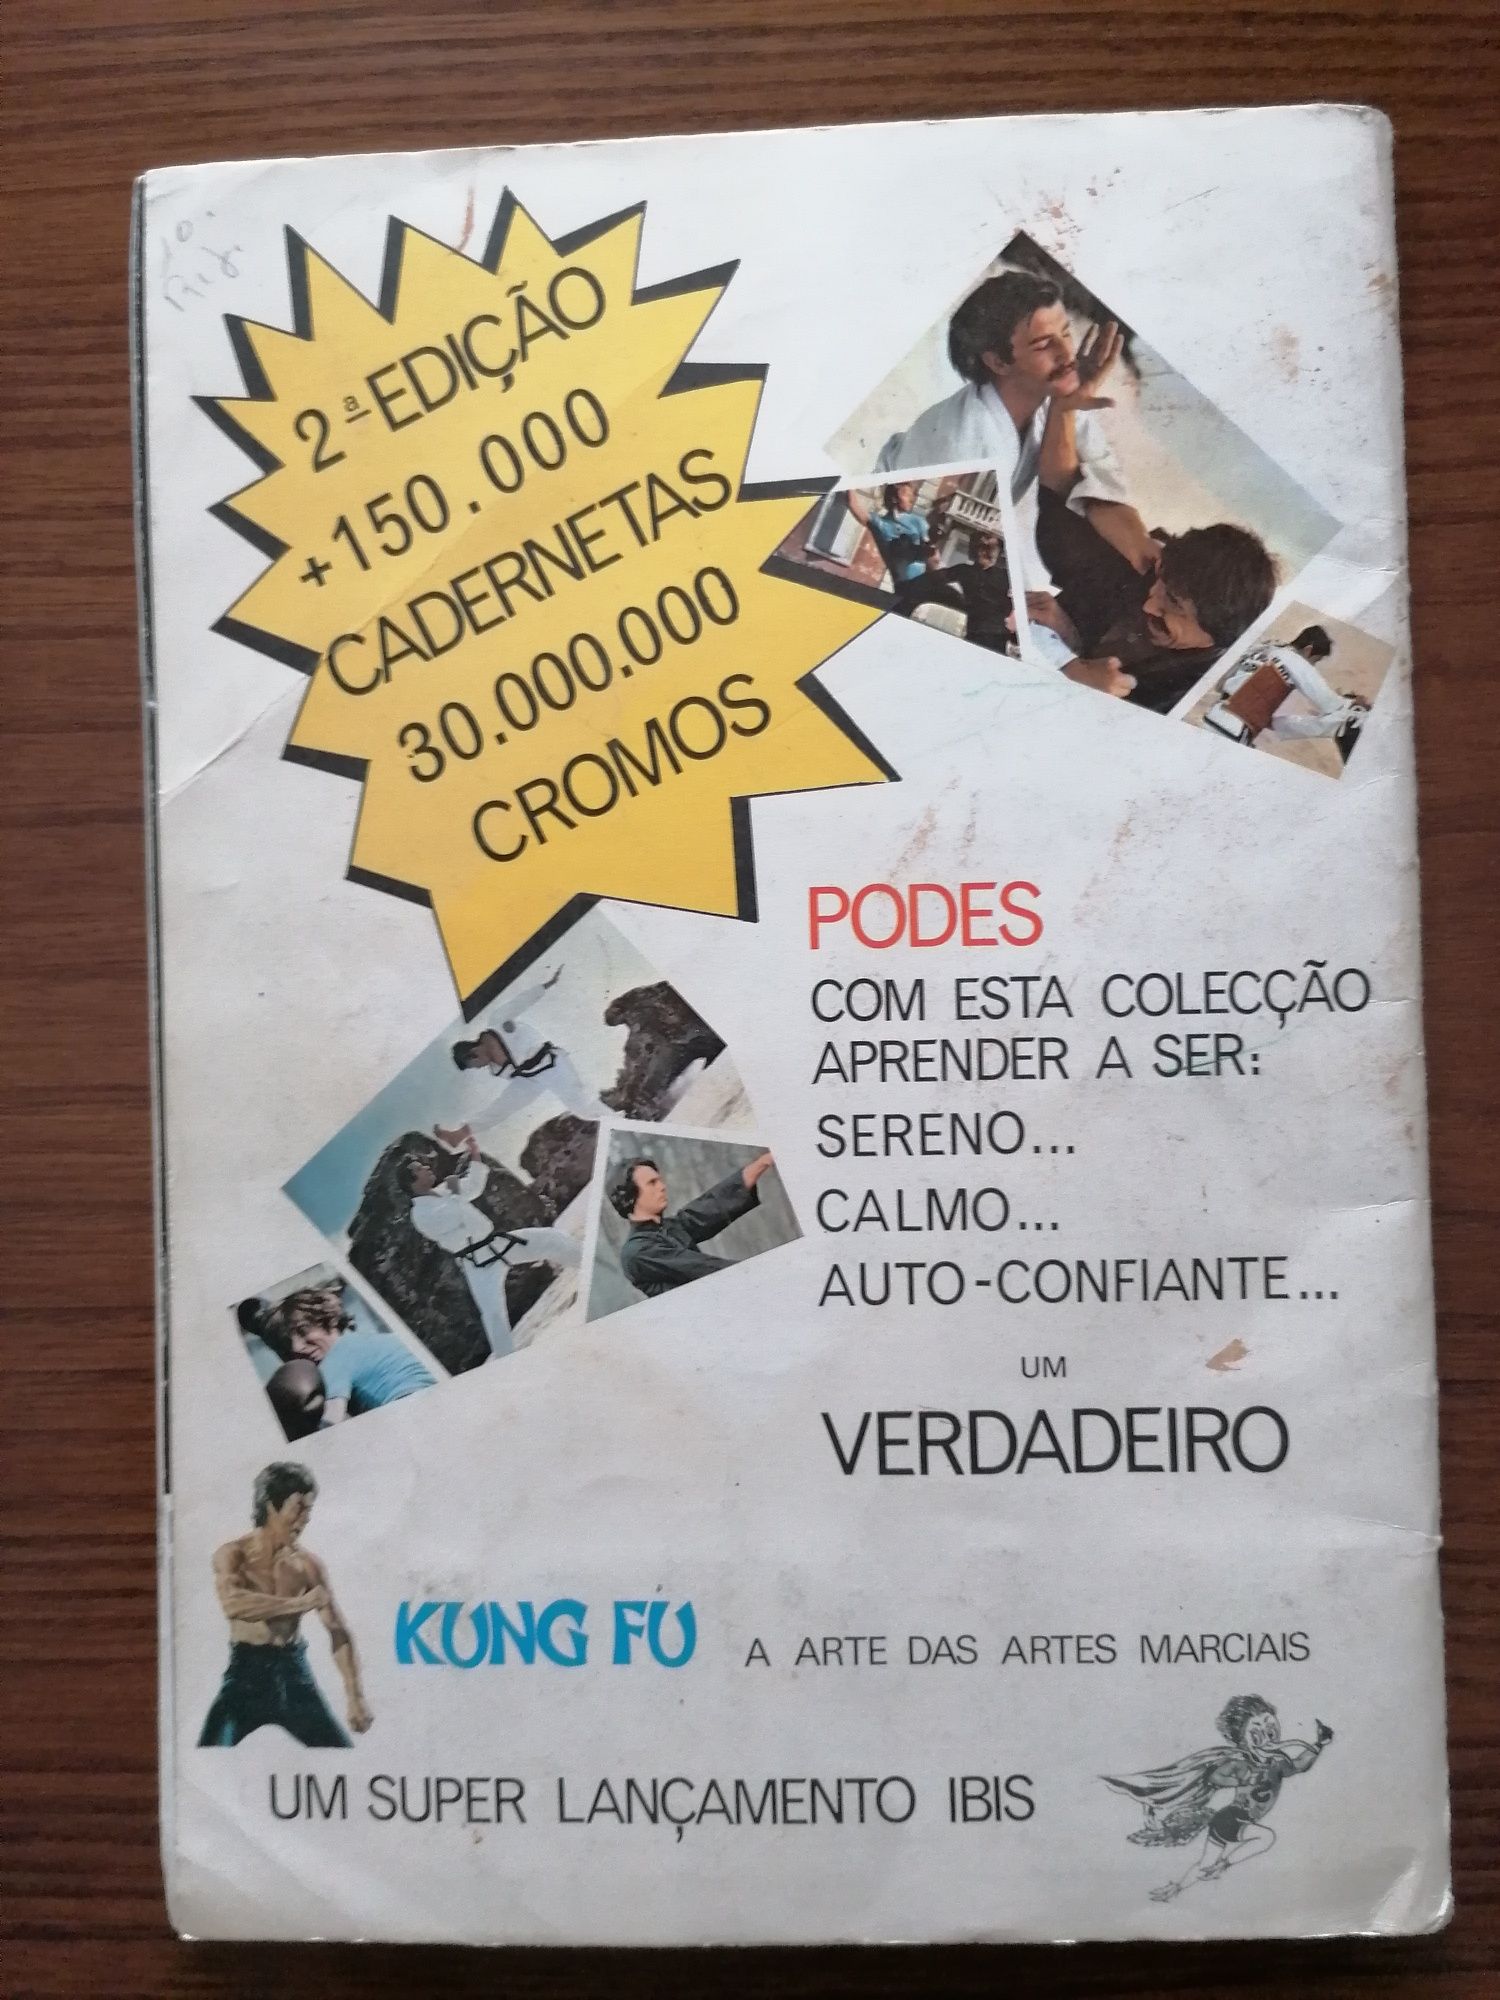 2ª EDIÇÃO
+150.000
CADERNETAS
30.000.000
CROMOS
PODES
COM ESTA COLECÇÃO
APRENDER A SER:
SERENO...
CALMO...
AUTO-CONFIANTE...
UM
VERDADEIRO
KUNG FU A ARTE DAS ARTES MARCIAIS
UM SUPER LANÇAMENTO IBIS